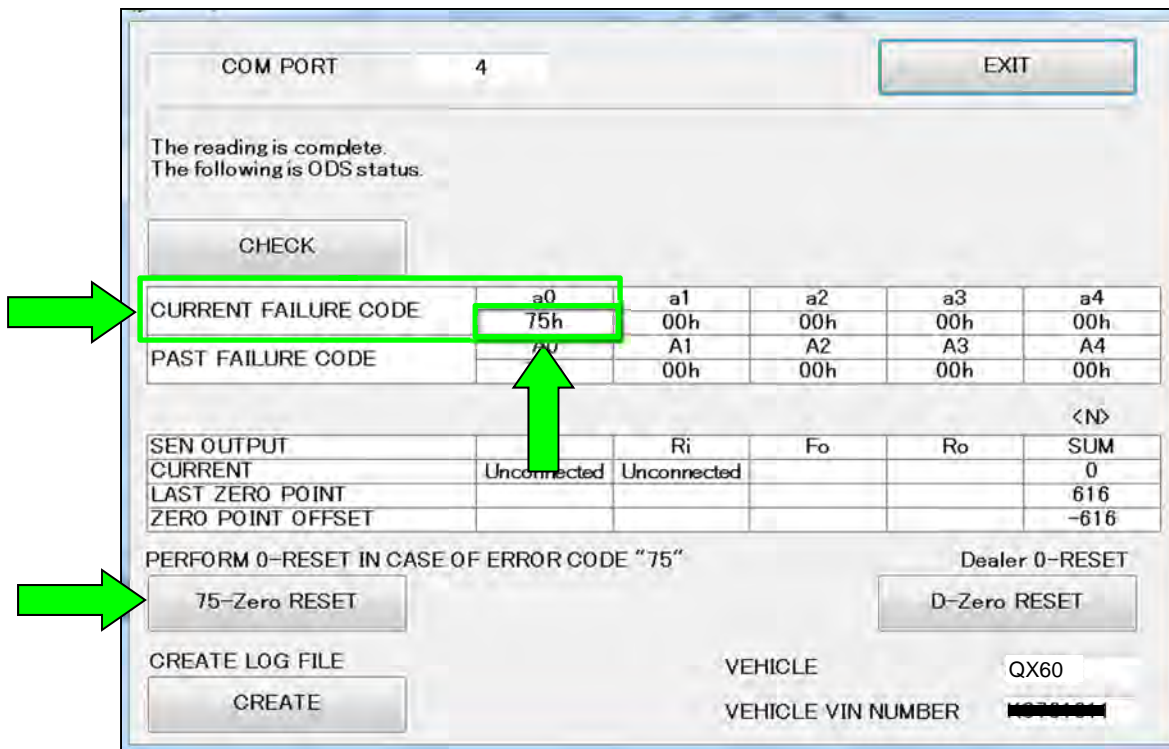 COM PORT 4 EXIT
The reading is complete.
The following is ODS status.
CHECK
CURRENT FAILURE CODE a0 a1 a2 a3 a4
75h 00h 00h 00h 00h
PAST FAILURE CODE A0 A1 A2 A3 A4
00h 00h 00h 00h
<N>
SEN OUTPUT Ri Fo Ro SUM
CURRENT Unconnected Unconnected 0
LAST ZERO POINT 616
ZERO POINT OFFSET -616
PERFORM 0-RESET IN CASE OF ERROR CODE "75" Dealer 0-RESET
75-Zero RESET D-Zero RESET
CREATE LOG FILE VEHICLE QX60
CREATE VEHICLE VIN NUMBER